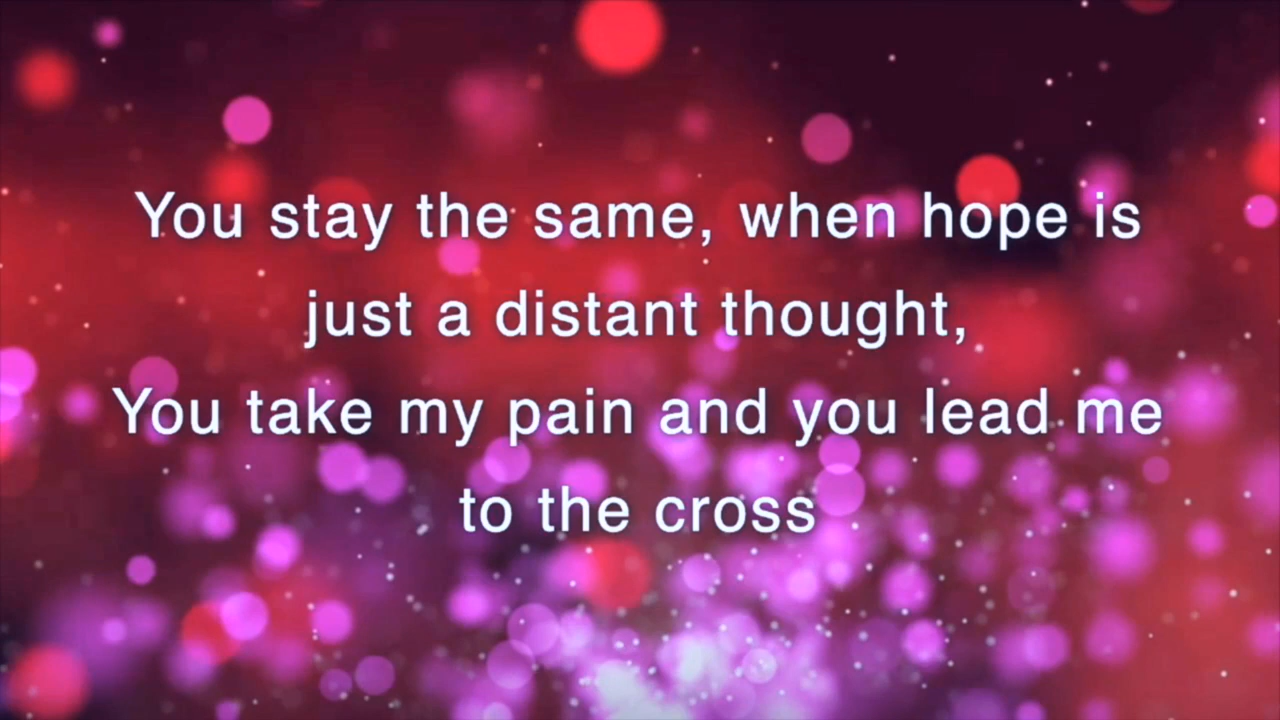 You stay the same, when hope is
just a distant thought,
You take my pain and you lead me
to the cross